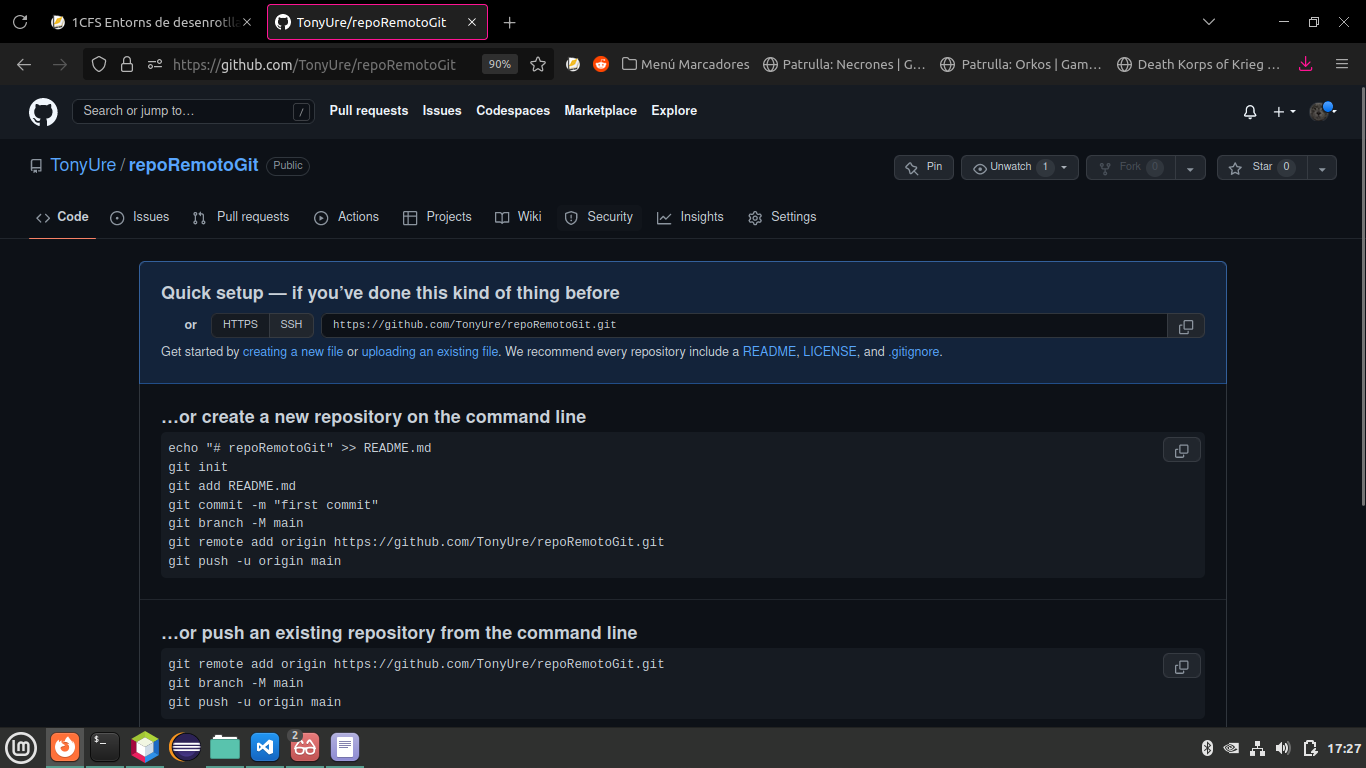 1CFS Entorns de desenrotlla
TonyUre/repoRemotoGit
https://github.com/TonyUre/repoRemotoGit
90%
Menú Marcadores
Patrulla: Necrones | G…
Patrulla: Orkos | Gam…
Death Korps of Krieg …
Search or jump to…
/
Pull requests
Issues
Codespaces
Marketplace
Explore
TonyUre / repoRemotoGit
Public
Pin
Unwatch 1
Fork 0
Star 0
Code
Issues
Pull requests
Actions
Projects
Wiki
Security
Insights
Settings
Quick setup — if you’ve done this kind of thing before
or
HTTPS
SSH
https://github.com/TonyUre/repoRemotoGit.git
Get started by creating a new file or uploading an existing file. We recommend every repository include a README, LICENSE, and .gitignore.
…or create a new repository on the command line
echo "# repoRemotoGit" >> README.md
git init
git add README.md
git commit -m "first commit"
git branch -M main
git remote add origin https://github.com/TonyUre/repoRemotoGit.git
git push -u origin main
…or push an existing repository from the command line
git remote add origin https://github.com/TonyUre/repoRemotoGit.git
git branch -M main
git push -u origin main
2
17:27